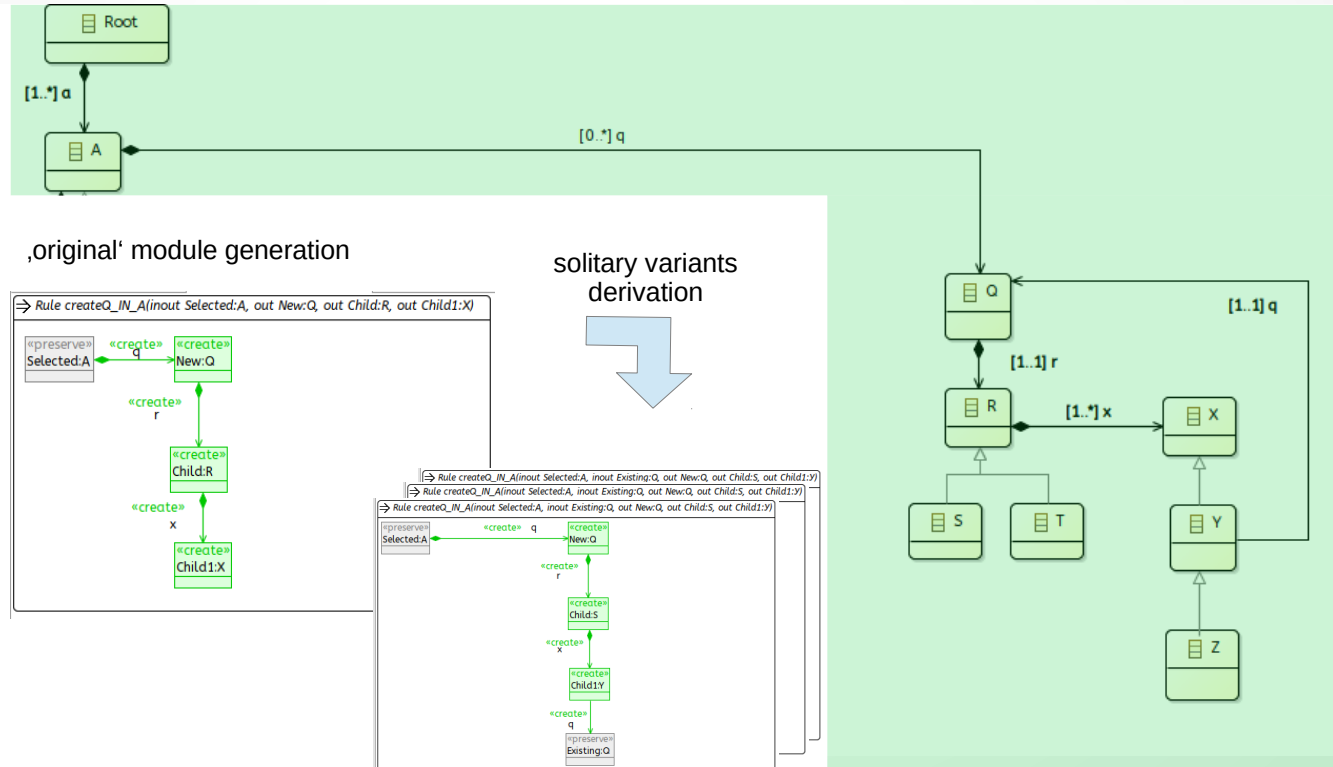 Root
[1..*] a
A
[0..*] q
‚original‘ module generation
solitary variants
derivation
Rule createQ_IN_A(inout Selected:A, out New:Q, out Child:R, out Child1:X)
«preserve»
Selected:A
«create»
q
«create»
New:Q
«create»
r
«create»
Child:R
«create»
x
«create»
Child1:X
Rule createQ_IN_A(inout Selected:A, inout Existing:Q, out New:Q, out Child:S, out Child1:Y)
Rule createQ_IN_A(inout Selected:A, inout Existing:Q, out New:Q, out Child:S, out Child1:Y)
Rule createQ_IN_A(inout Selected:A, inout Existing:Q, out New:Q, out Child:S, out Child1:Y)
«preserve»
Selected:A
«create» q
«create»
New:Q
«create»
r
«create»
Child:S
«create»
x
«create»
Child1:Y
«create»
q
«preserve»
Existing:Q
Q
[1..1] q
[1..1] r
R
[1..*] x
X
S
T
Y
Z